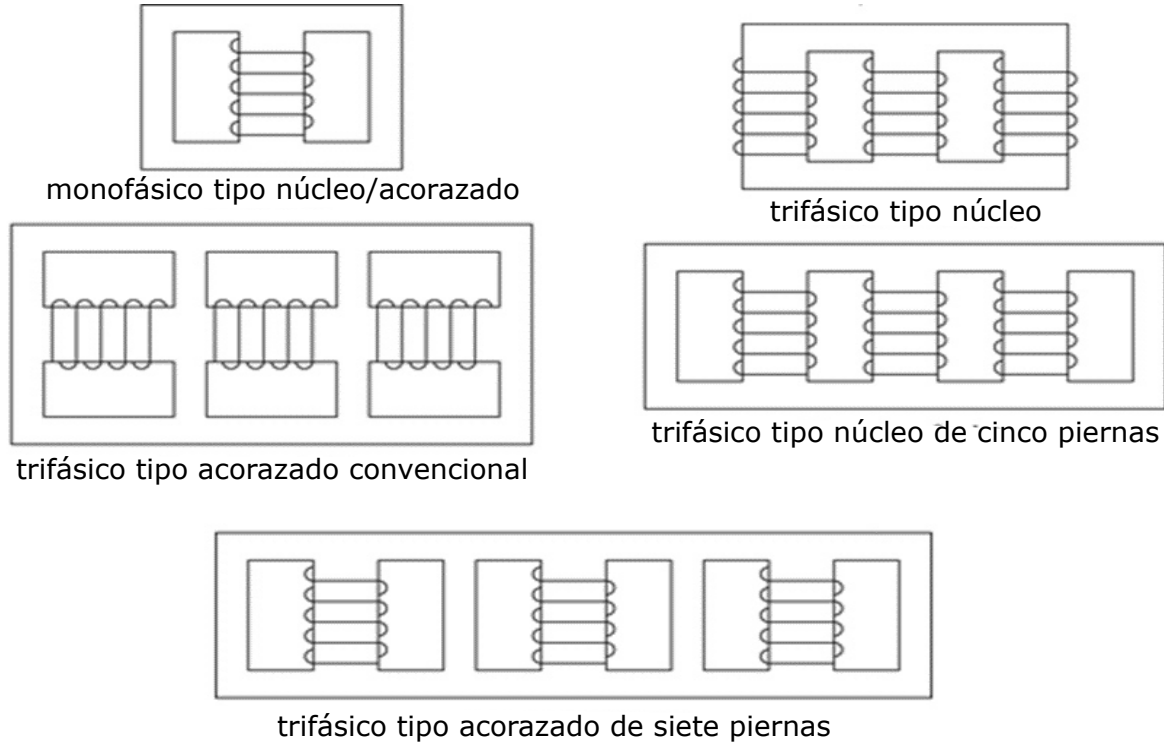 monofásico tipo núcleo/acorazado
trifásico tipo núcleo
trifásico tipo acorazado convencional
trifásico tipo núcleo de cinco piernas
trifásico tipo acorazado de siete piernas